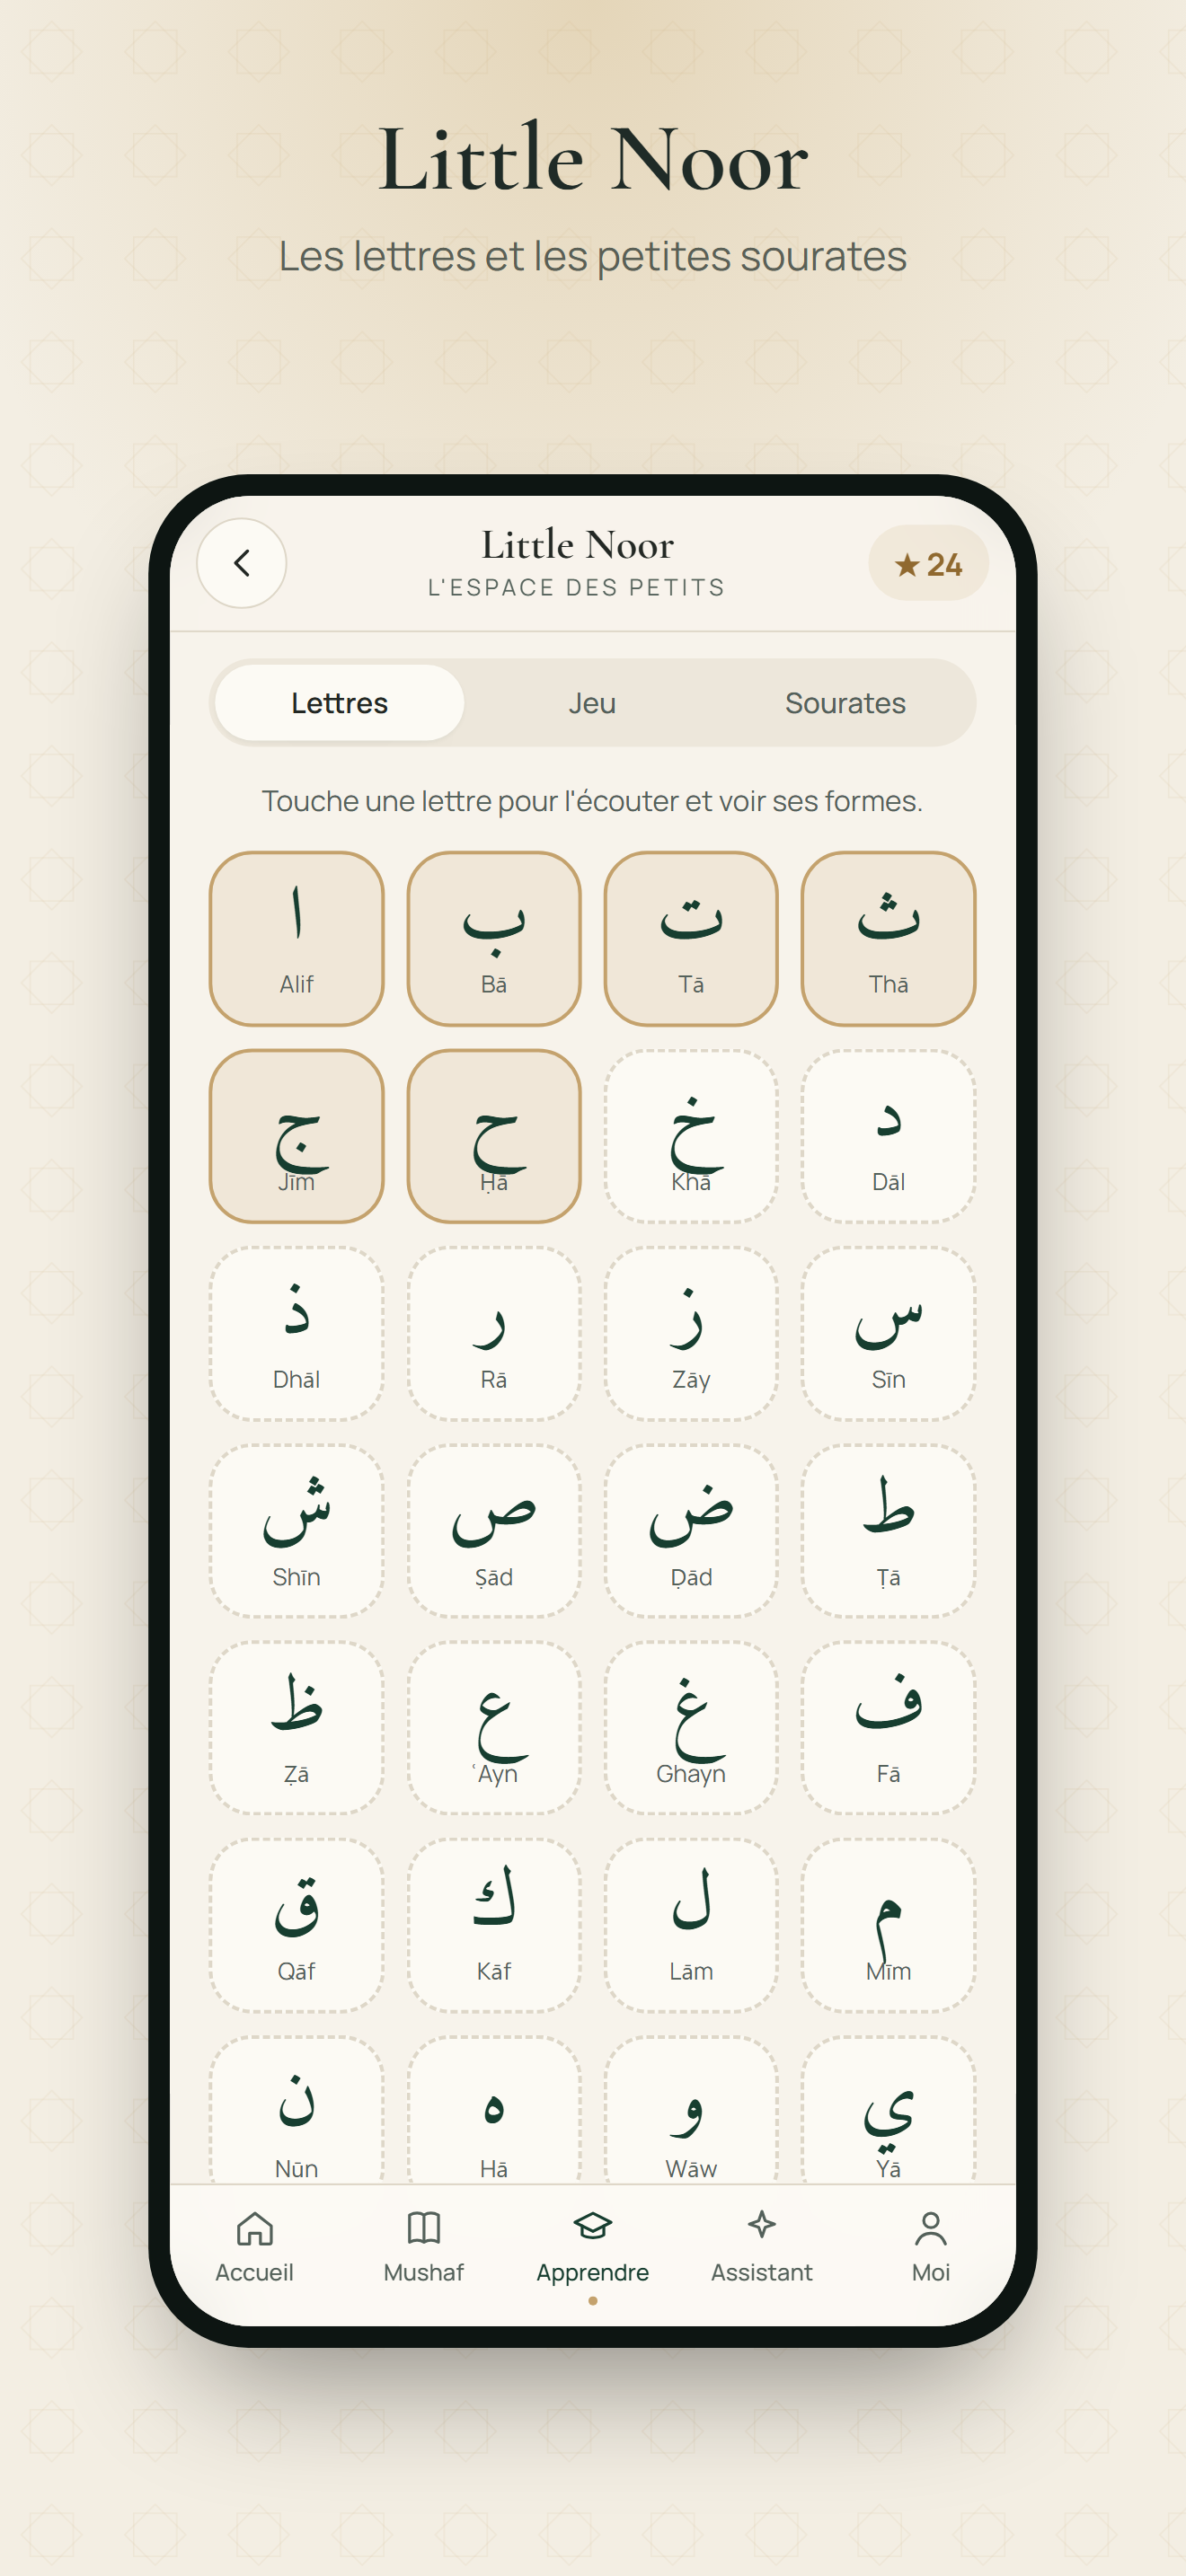 Little Noor
Les lettres et les petites sourates
Little Noor
L'ESPACE DES PETITS
★ 24
Lettres Jeu Sourates
Touche une lettre pour l'écouter et voir ses formes.
ا ب ت ث
Alif Bā Tā Thā
ج ح خ د
Jīm Ḥā Khā Dāl
ذ ر ز س
Dhāl Rā Zāy Sīn
ش ص ض ط
Shīn Ṣād Ḍād Ṭā
ظ ع غ ف
Ẓā ʿAyn Ghayn Fā
ق ك ل م
Qāf Kāf Lām Mīm
ن ه و ي
Nūn Hā Wāw Yā
Accueil Mushaf Apprendre Assistant Moi